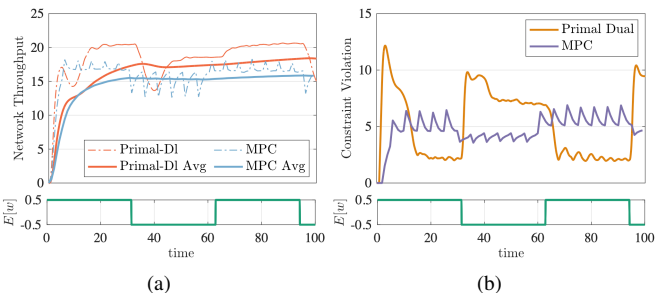 25
20
15
10
5
0
Network Throughput
Primal-Dl
MPC
Primal-Dl Avg
MPC Avg
0.5
-0.5
E[w]
0 20 40 60 80 100
time
(a)
15
10
5
0
Constraint Violation
Primal Dual
MPC
0.5
-0.5
E[w]
0 20 40 60 80 100
time
(b)